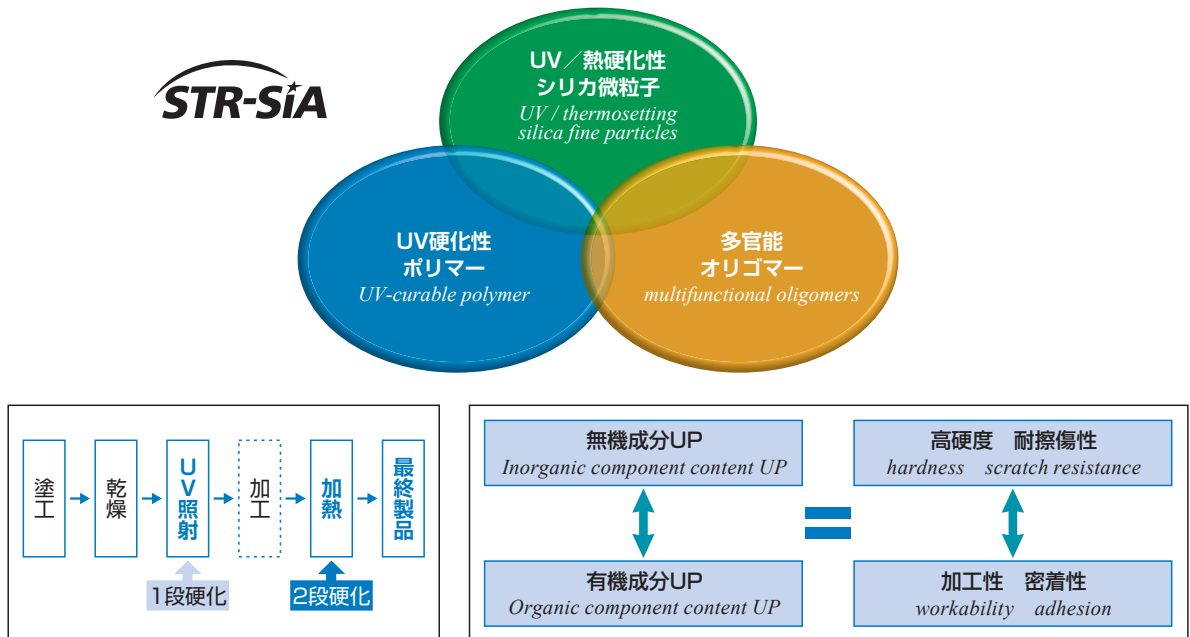 STR-SiA
UV／熱硬化性
シリカ微粒子
UV / thermosetting
silica fine particles
UV硬化性
ポリマー
UV-curable polymer
多官能
オリゴマー
multifunctional oligomers
塗工
乾燥
UV照射
加工
加熱
最終製品
1段硬化
2段硬化
無機成分UP
Inorganic component content UP
高硬度　耐擦傷性
hardness　scratch resistance
有機成分UP
Organic component content UP
加工性　密着性
workability　adhesion